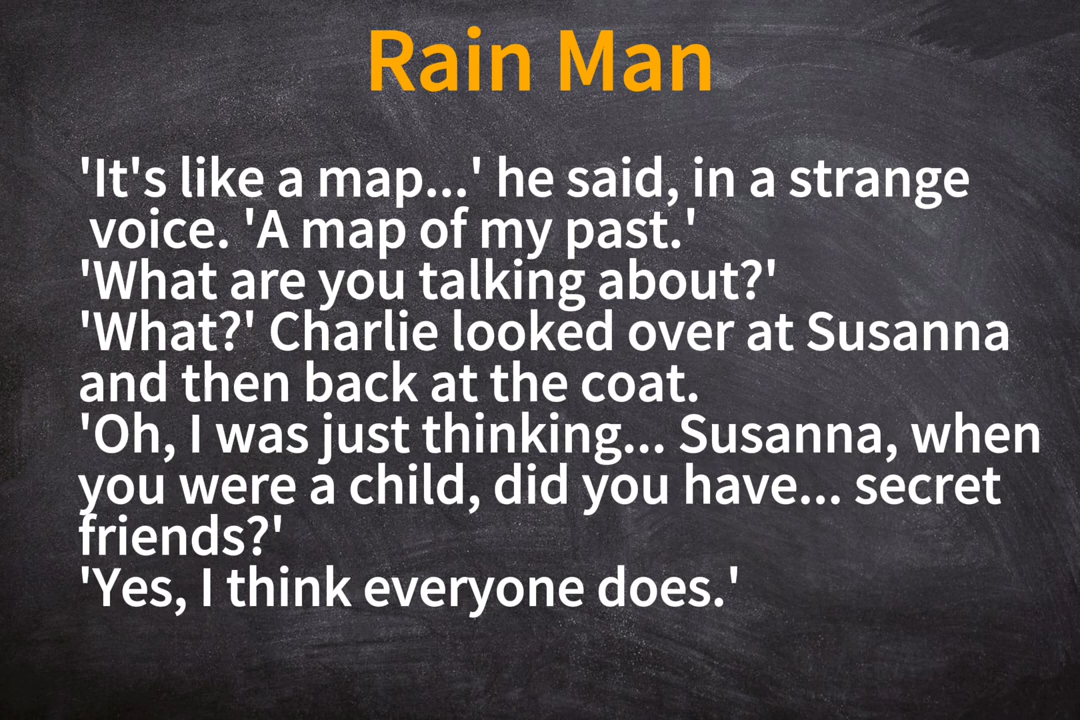 Rain Man
'It's like a map...' he said, in a strange
voice. 'A map of my past.'
'What are you talking about?'
'What?' Charlie looked over at Susanna
and then back at the coat.
'Oh, I was just thinking... Susanna, when
you were a child, did you have... secret
friends?'
'Yes, I think everyone does.'